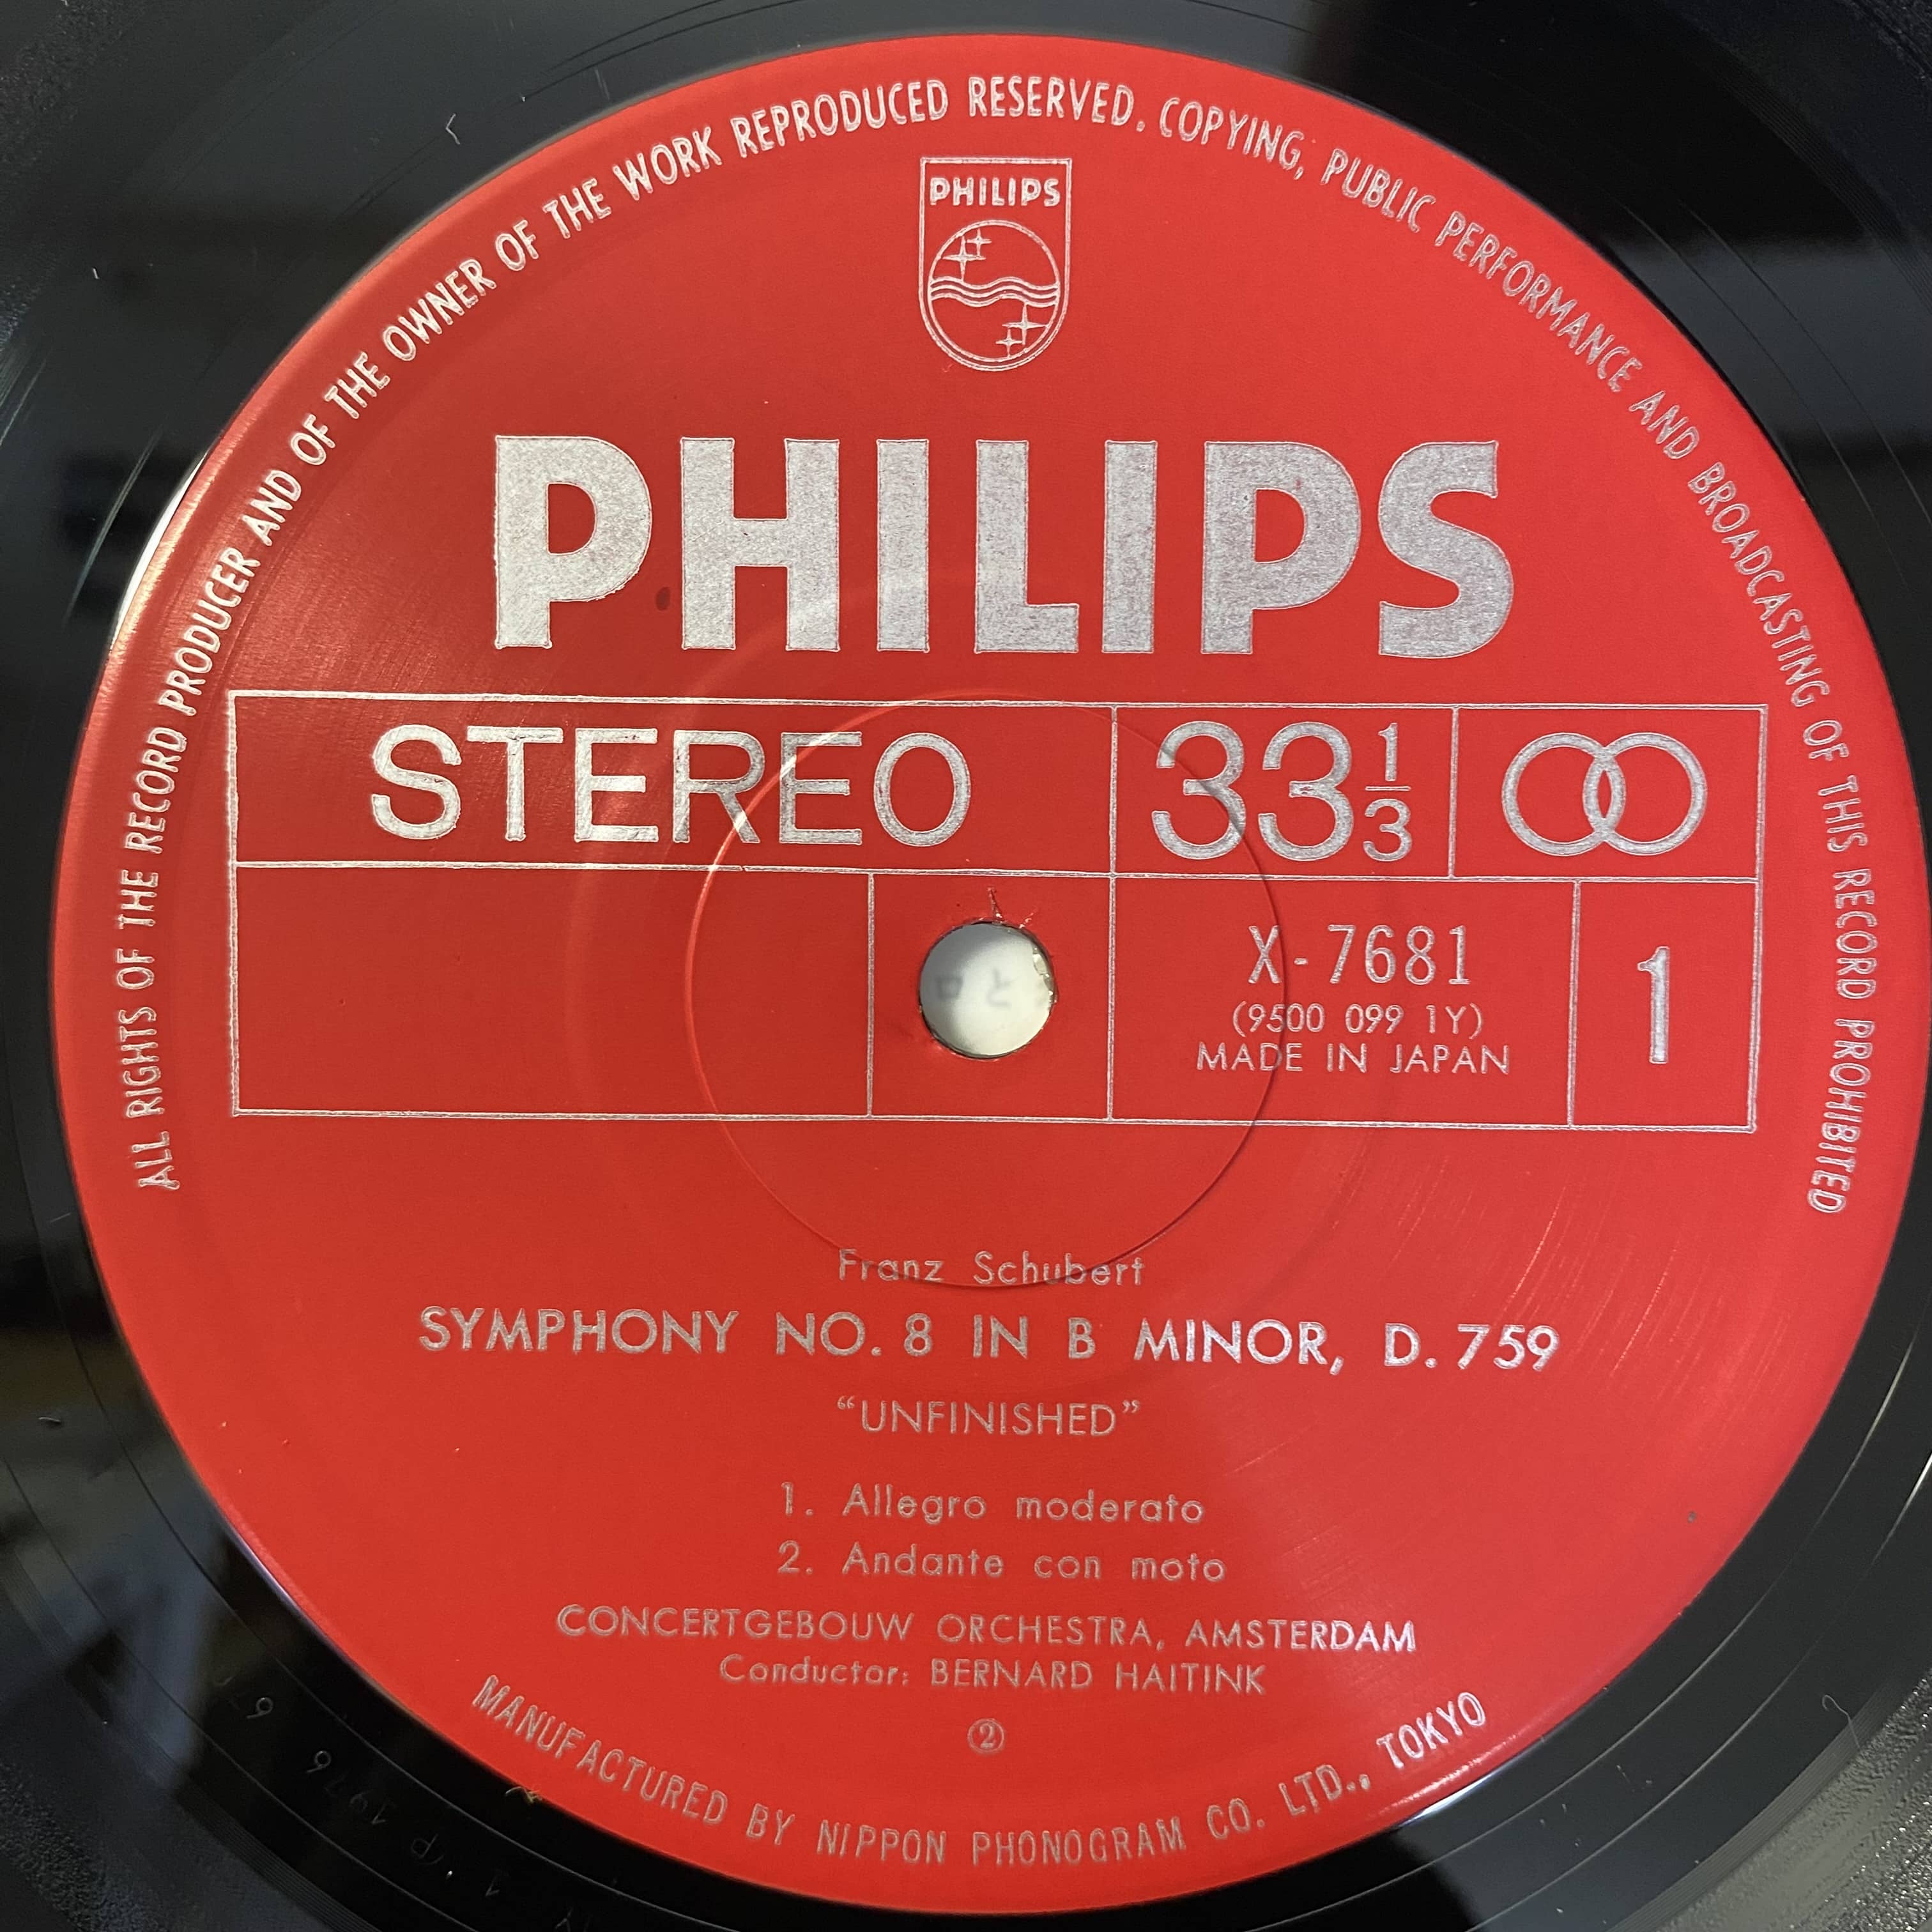 ALL RIGHTS OF THE RECORD PRODUCER AND OF THE OWNER OF THE WORK REPRODUCED RESERVED. COPYING, PUBLIC PERFORMANCE AND BROADCASTING OF THIS RECORD PROHIBITED
PHILIPS
PHILIPS
STEREO 33 1/3
X-7681 1
(9500 099 1Y)
MADE IN JAPAN
Franz Schubert
SYMPHONY NO. 8 IN B MINOR, D. 759
“UNFINISHED”
1. Allegro moderato
2. Andante con moto
CONCERTGEBOUW ORCHESTRA, AMSTERDAM
Conductor: BERNARD HAITINK
②
MANUFACTURED BY NIPPON PHONOGRAM CO. LTD., TOKYO